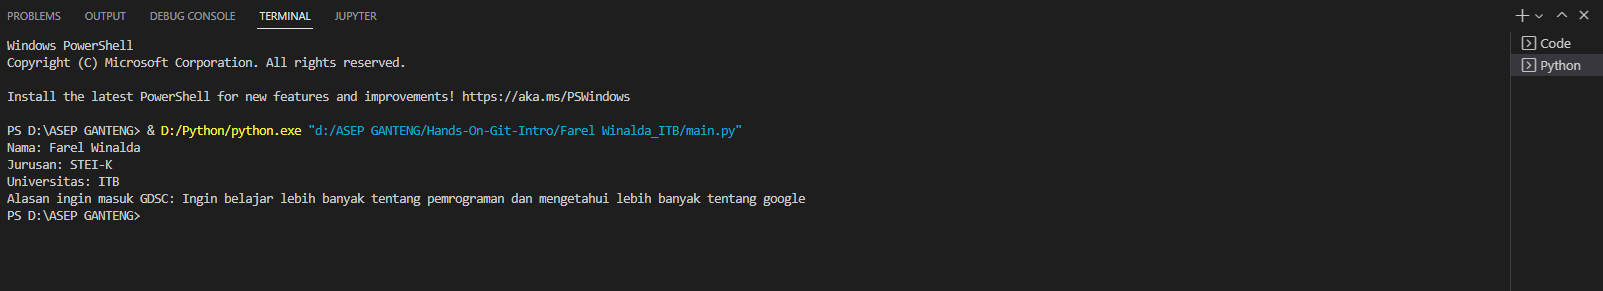 PROBLEMS OUTPUT DEBUG CONSOLE TERMINAL JUPYTER
Windows PowerShell
Copyright (C) Microsoft Corporation. All rights reserved.
Install the latest PowerShell for new features and improvements! https://aka.ms/PSWindows
PS D:\ASEP GANTENG> & D:/Python/python.exe "d:/ASEP GANTENG/Hands-On-Git-Intro/Farel Winalda_ITB/main.py"
Nama: Farel Winalda
Jurusan: STEI-K
Universitas: ITB
Alasan ingin masuk GDSC: Ingin belajar lebih banyak tentang pemrograman dan mengetahui lebih banyak tentang google
PS D:\ASEP GANTENG>
Code
Python